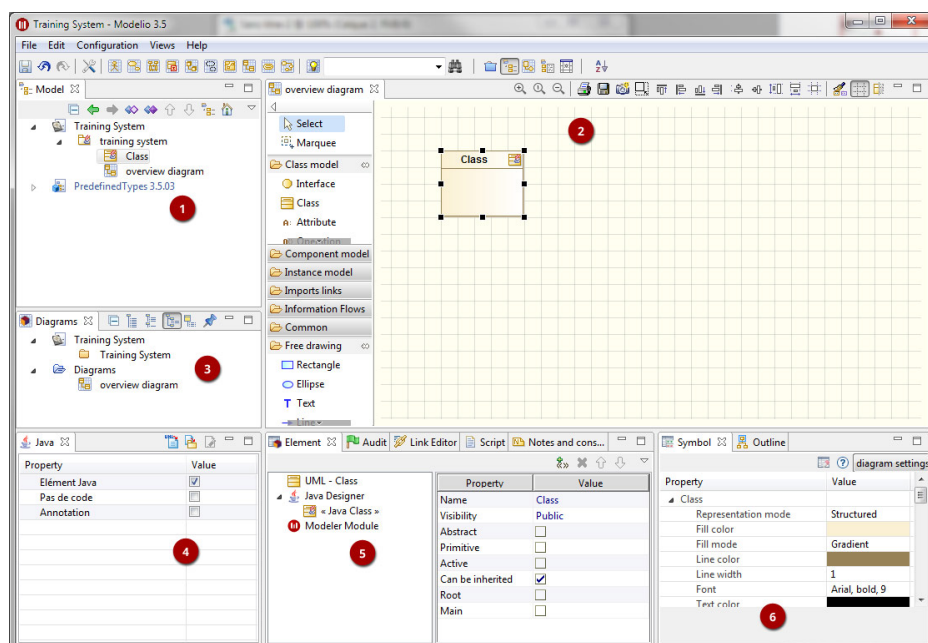 Training System - Modelio 3.5
File Edit Configuration Views Help
Model
Training System
training system
Class
overview diagram
PredefinedTypes 3.5.03
1
overview diagram
Select
Marquee
Class model
Interface
Class
Attribute
Operation
Component model
Instance model
Imports links
Information Flows
Common
Free drawing
Rectangle
Ellipse
Text
Line
Class
2
Diagrams
Training System
Training System
Diagrams
overview diagram
3
Java
Property Value
Elément Java
Pas de code
Annotation
4
Element Audit Link Editor Script Notes and cons...
UML - Class
Java Designer
« Java Class »
Modeler Module
5
Property Value
Name Class
Visibility Public
Abstract
Primitive
Active
Can be inherited
Root
Main
Symbol Outline
diagram settings
Property Value
Class
Representation mode Structured
Fill color
Fill mode Gradient
Line color
Line width 1
Font Arial, bold, 9
Text color
6